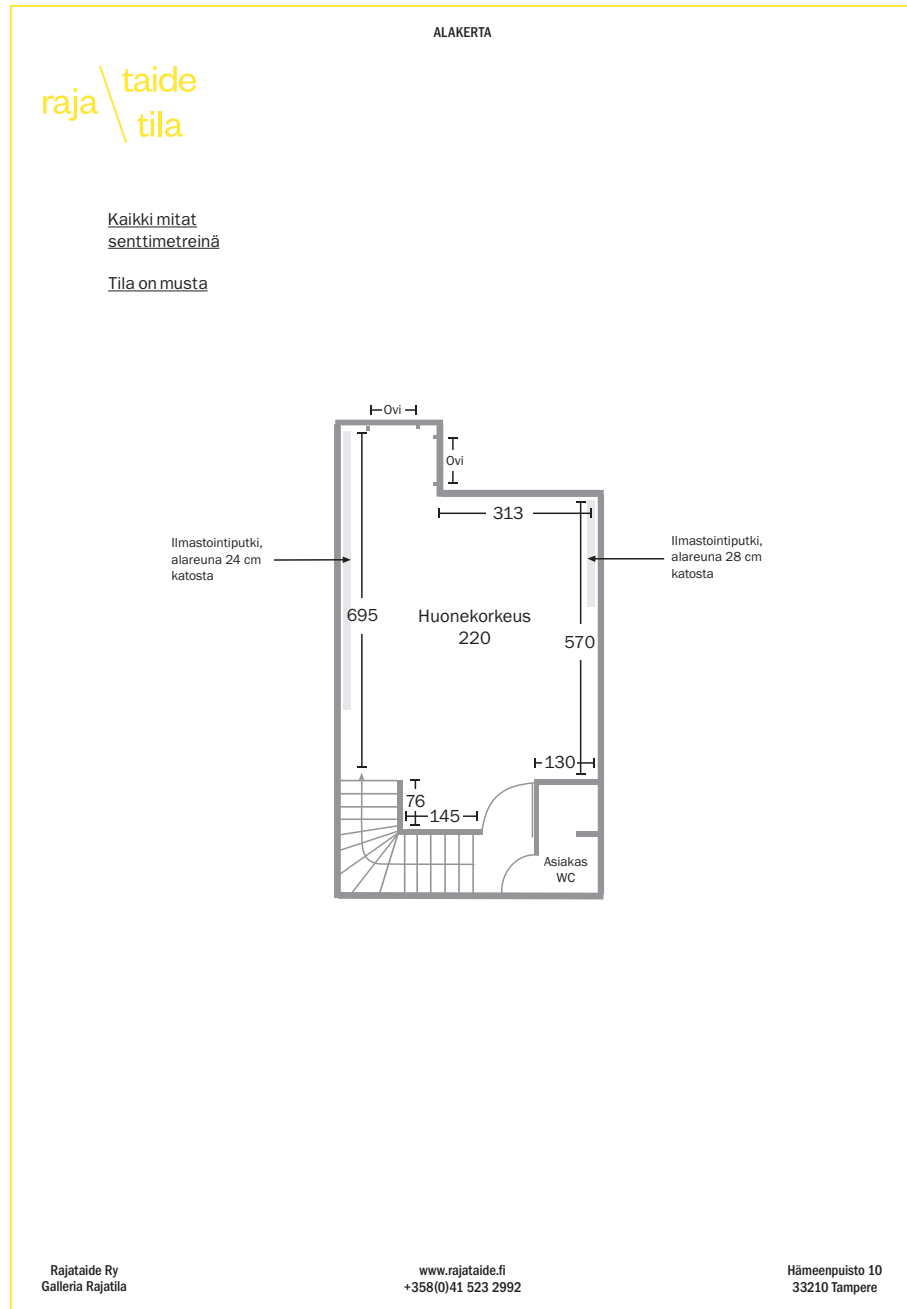 ALAKERTA
raja \ taide
tila
Kaikki mitat
senttimetreinä
Tila on musta
Ovi
Ovi
313
Ilmastointiputki,
alareuna 24 cm
katosta
Ilmastointiputki,
alareuna 28 cm
katosta
695
Huonekorkeus
220
570
130
76
145
Asiakas
WC
Rajataide Ry
Galleria Rajatila
www.rajataide.fi
+358(0)41 523 2992
Hämeenpuisto 10
33210 Tampere